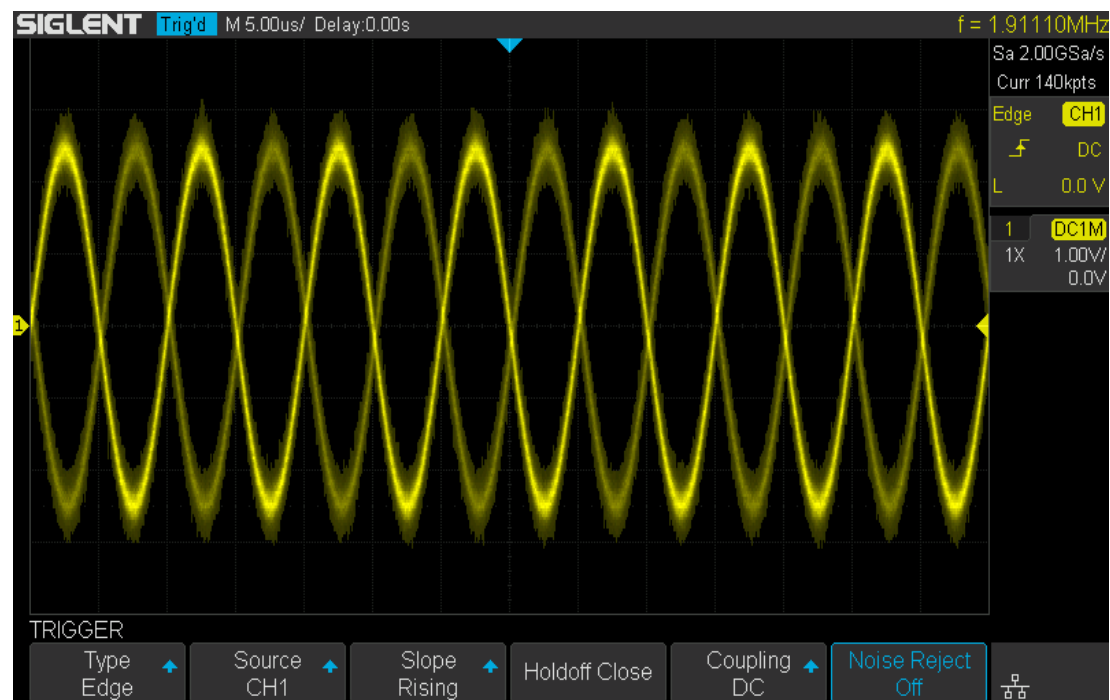 SIGLENT Trig'd M 5.00us/ Delay:0.00s f = 1.91110MHz
Sa 2.00GSa/s
Curr 140kpts
Edge CH1
DC
L 0.0 V
1 DC1M
1X 1.00V/
0.0V
1
TRIGGER
Type Source Slope Holdoff Close Coupling Noise Reject
Edge CH1 Rising DC Off